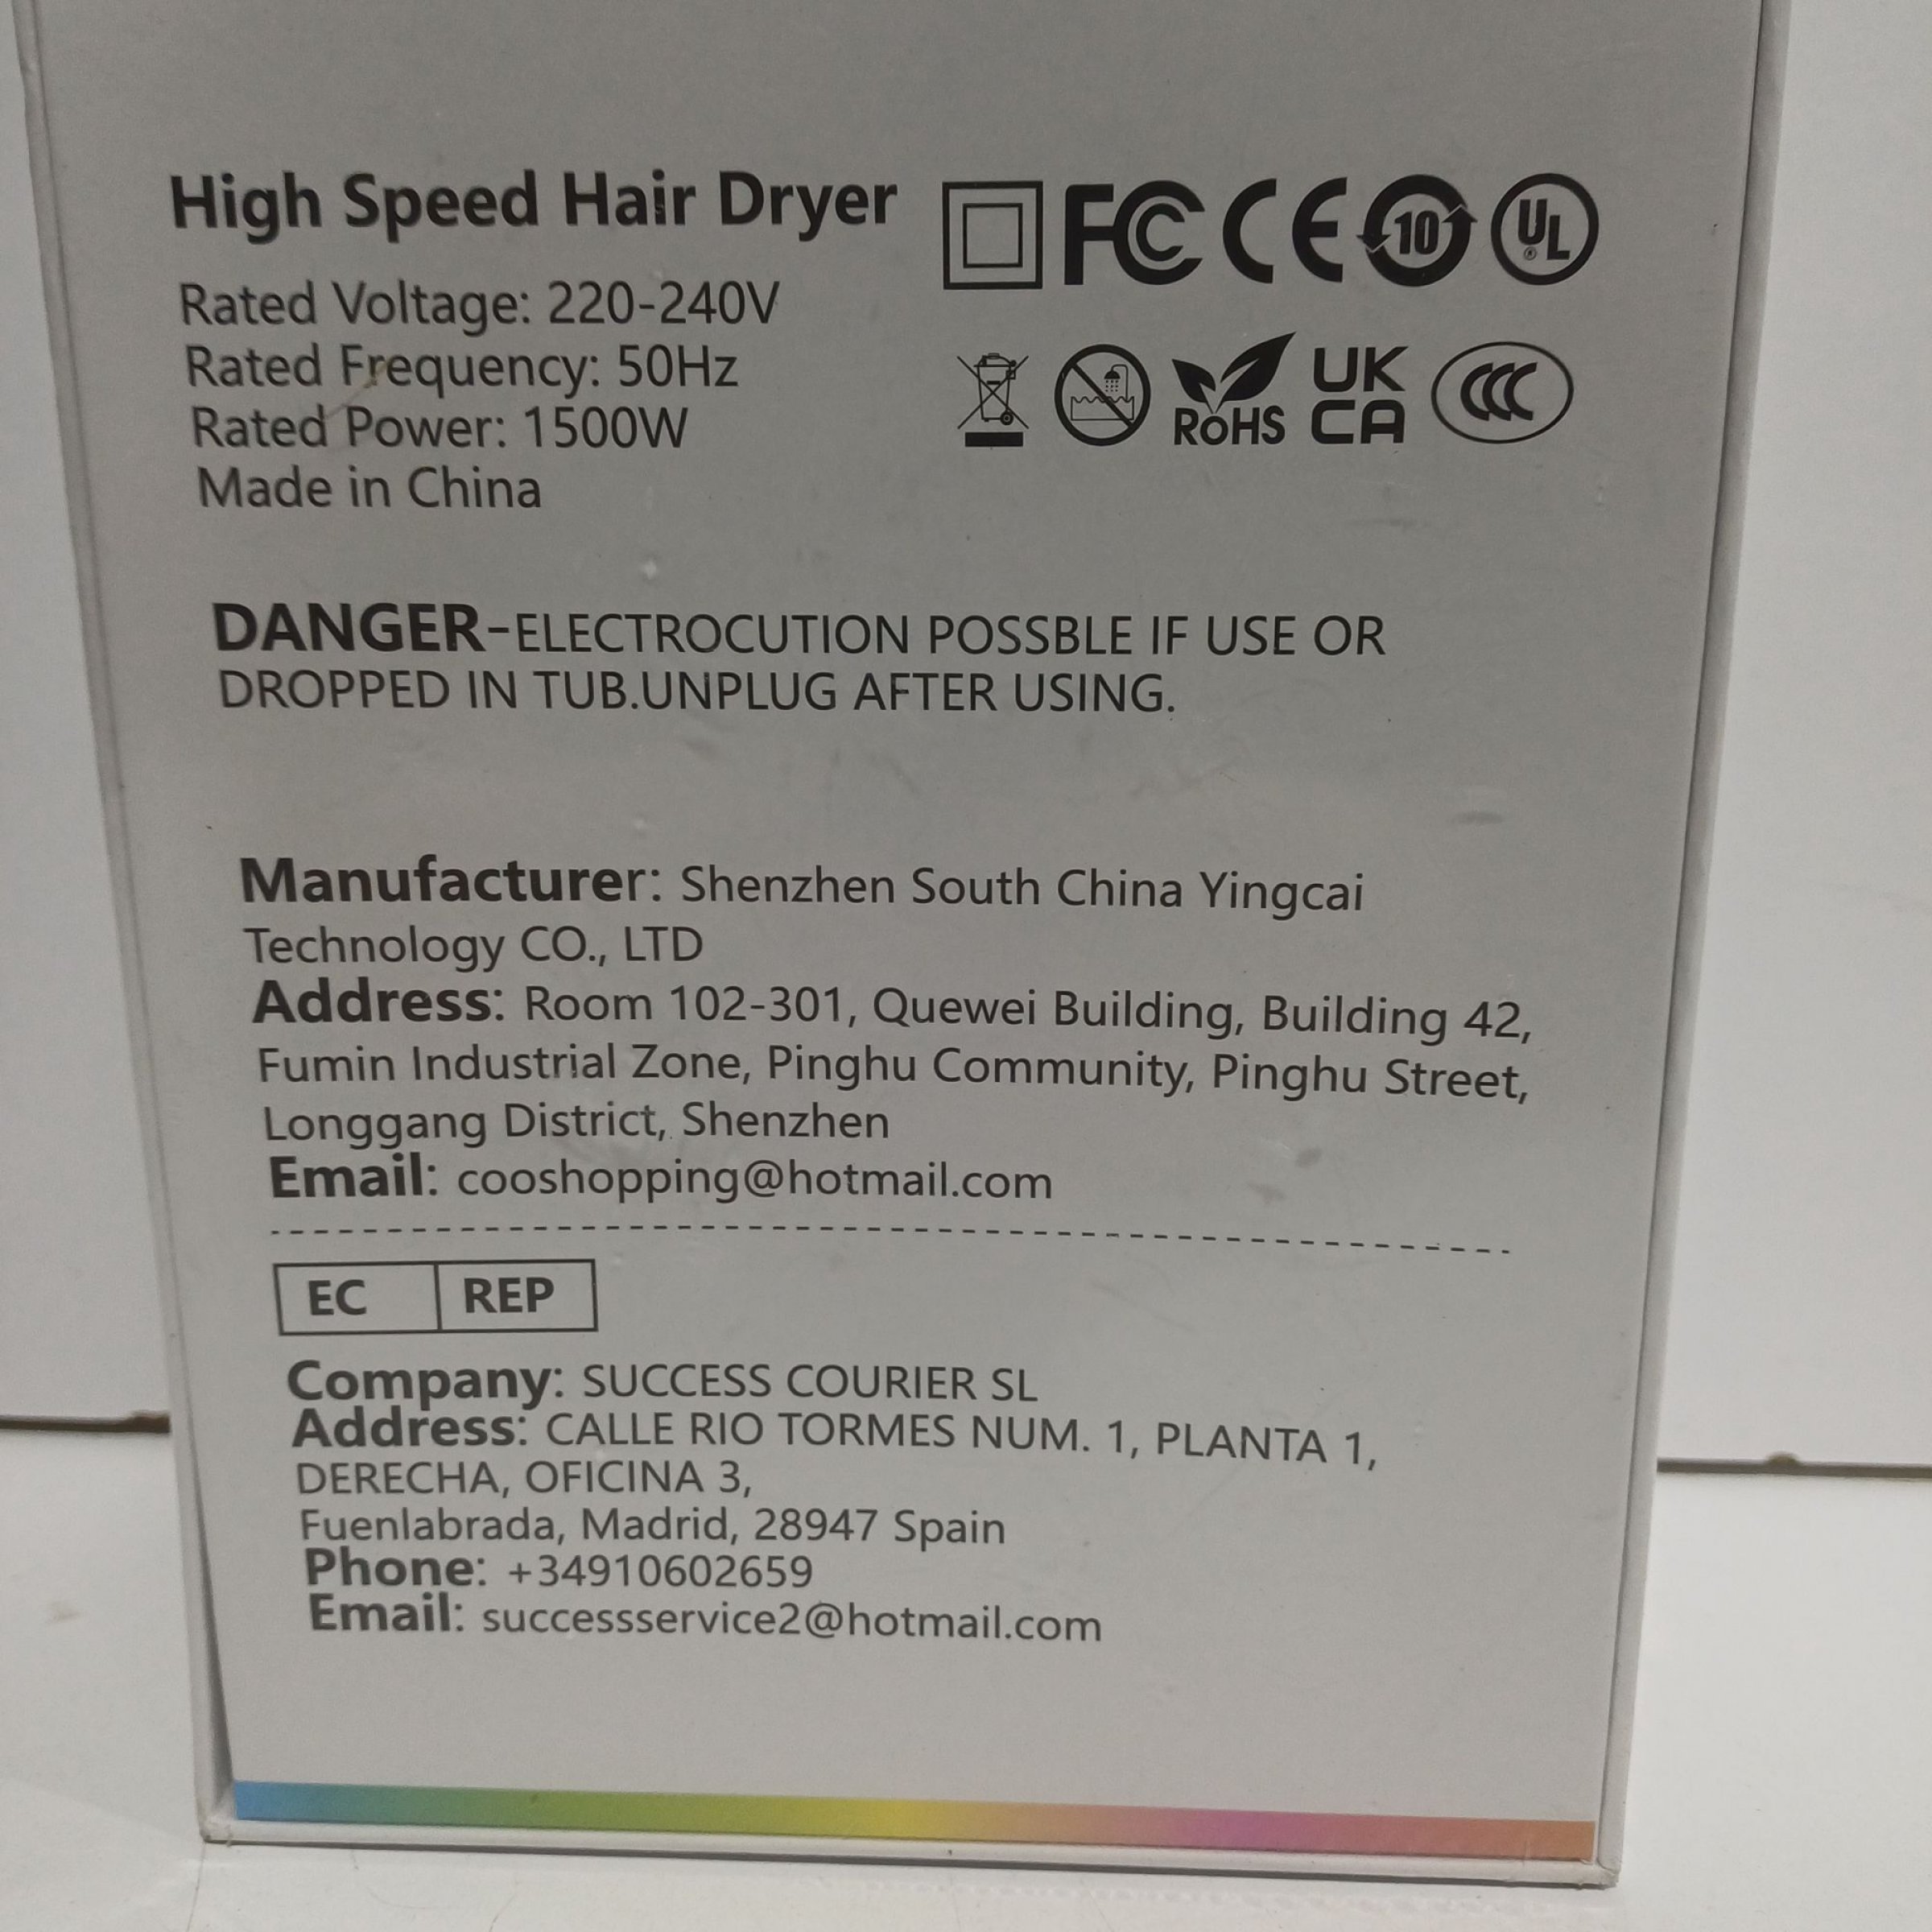 High Speed Hair Dryer
FC CE 10 UL
Rated Voltage: 220-240V
Rated Frequency: 50Hz
Rated Power: 1500W
Made in China
RoHS UK CA CCC
DANGER-ELECTROCUTION POSSBLE IF USE OR
DROPPED IN TUB.UNPLUG AFTER USING.
Manufacturer: Shenzhen South China Yingcai
Technology CO., LTD
Address: Room 102-301, Quewei Building, Building 42,
Fumin Industrial Zone, Pinghu Community, Pinghu Street,
Longgang District, Shenzhen
Email: cooshopping@hotmail.com
EC REP
Company: SUCCESS COURIER SL
Address: CALLE RIO TORMES NUM. 1, PLANTA 1,
DERECHA, OFICINA 3,
Fuenlabrada, Madrid, 28947 Spain
Phone: +34910602659
Email: successservice2@hotmail.com